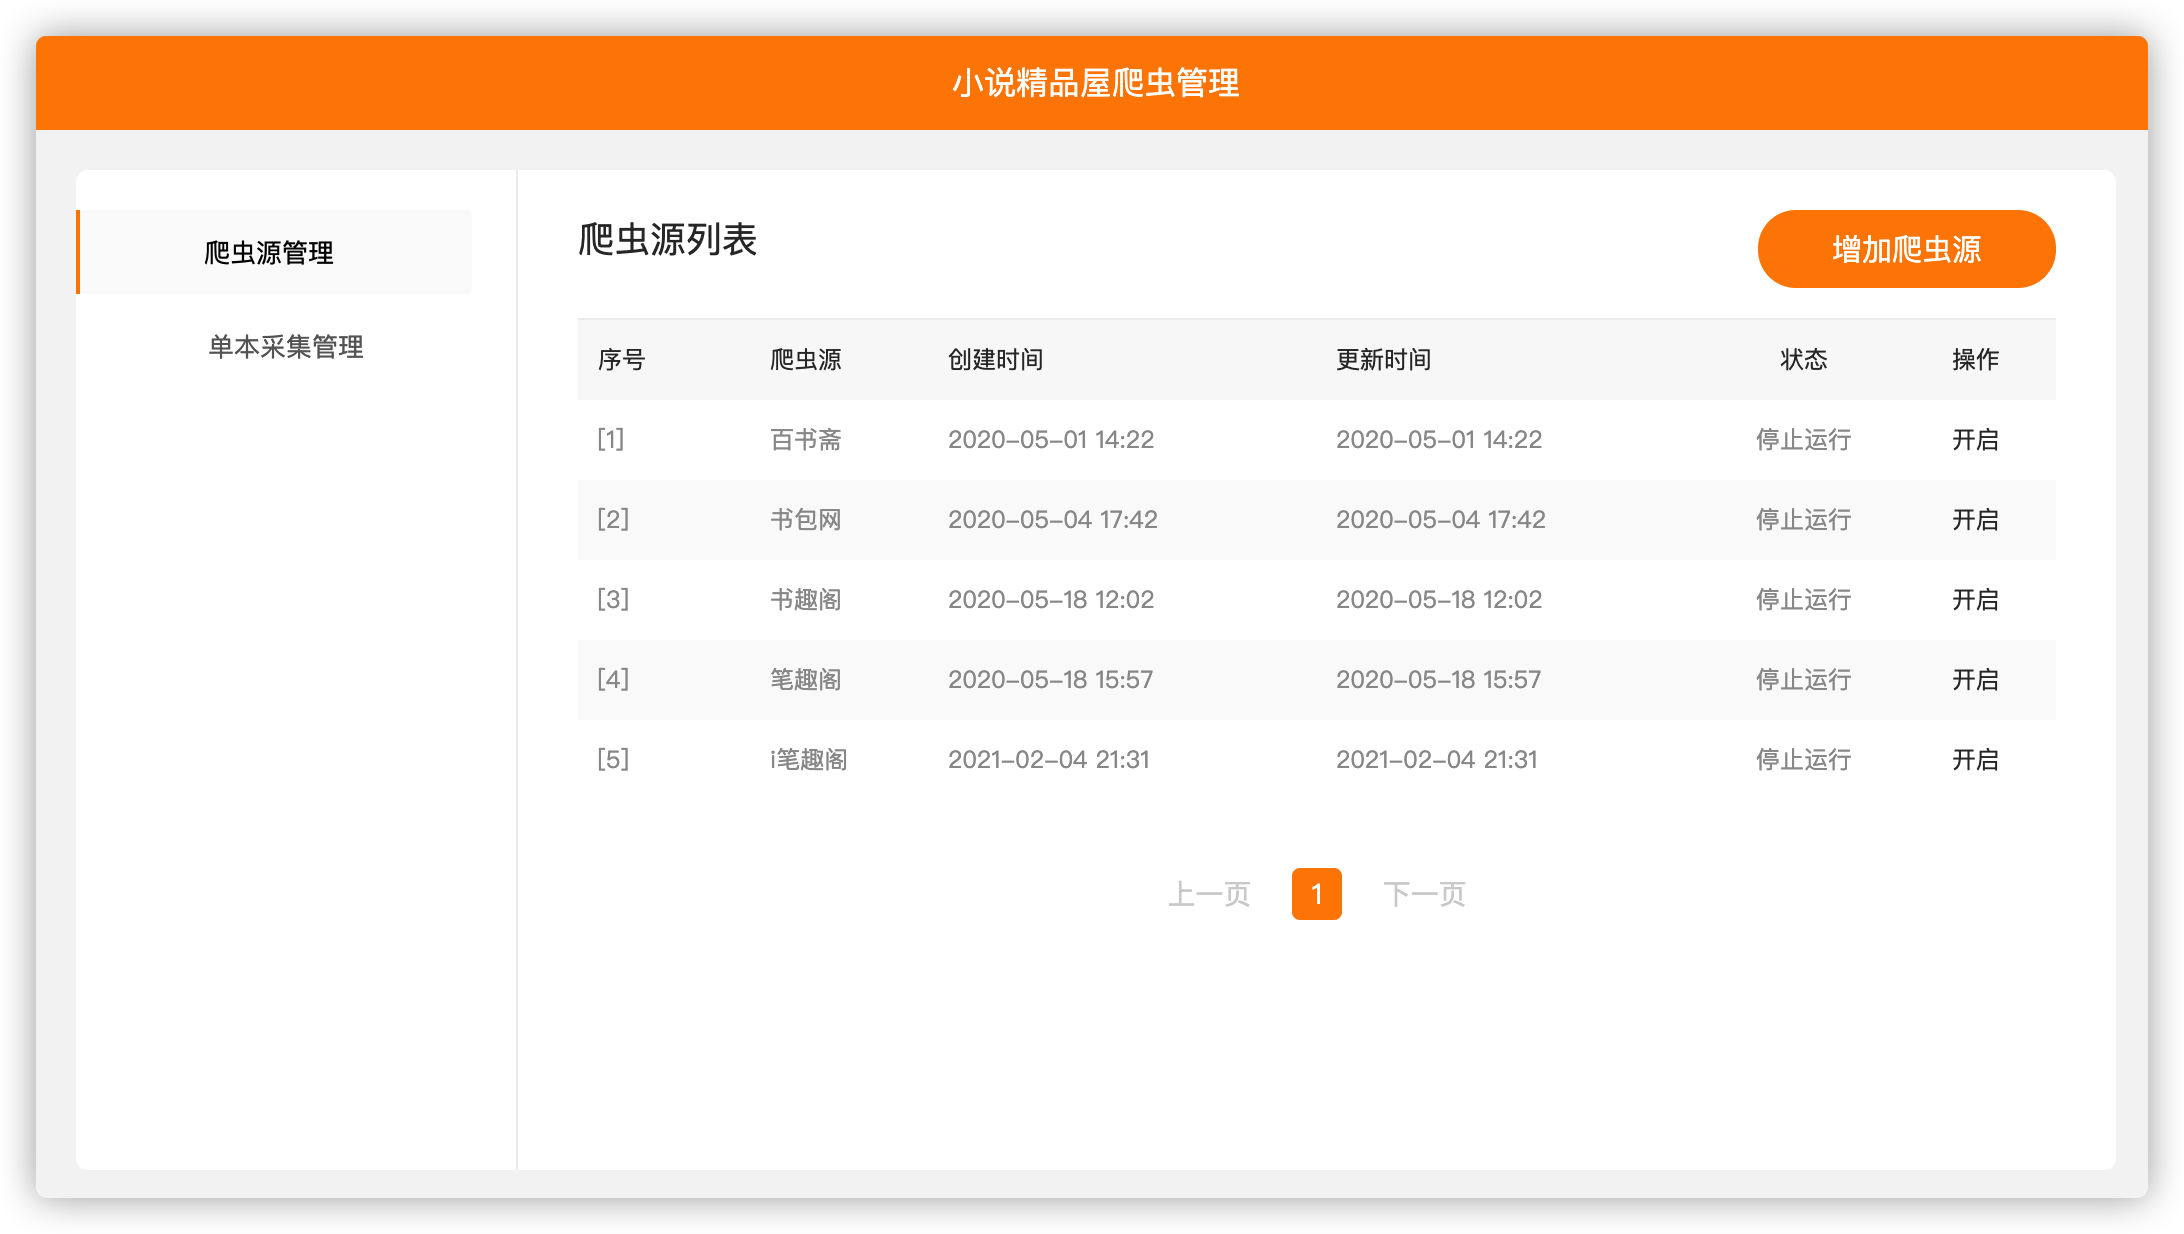 小说精品屋爬虫管理
爬虫源管理
单本采集管理
爬虫源列表
增加爬虫源
序号 爬虫源 创建时间 更新时间 状态 操作
[1] 百书斋 2020-05-01 14:22 2020-05-01 14:22 停止运行 开启
[2] 书包网 2020-05-04 17:42 2020-05-04 17:42 停止运行 开启
[3] 书趣阁 2020-05-18 12:02 2020-05-18 12:02 停止运行 开启
[4] 笔趣阁 2020-05-18 15:57 2020-05-18 15:57 停止运行 开启
[5] i笔趣阁 2021-02-04 21:31 2021-02-04 21:31 停止运行 开启
上一页 1 下一页